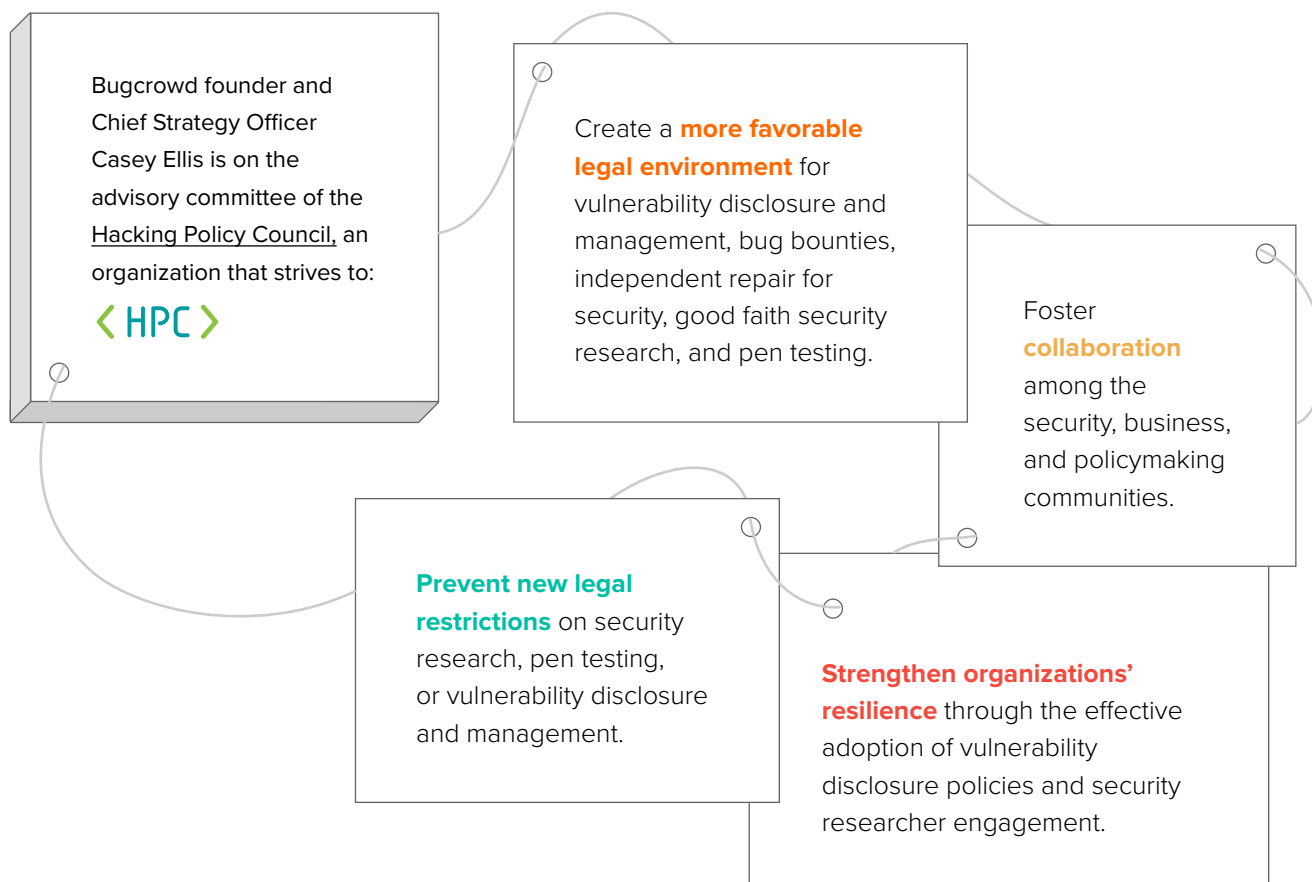 Bugcrowd founder and
Chief Strategy Officer
Casey Ellis is on the
advisory committee of the
Hacking Policy Council, an
organization that strives to:
<HPC>
Create a more favorable
legal environment for
vulnerability disclosure and
management, bug bounties,
independent repair for
security, good faith security
research, and pen testing.
Foster
collaboration
among the
security, business,
and policymaking
communities.
Strengthen organizations’
resilience through the effective
adoption of vulnerability
disclosure policies and security
researcher engagement.
Prevent new legal
restrictions on security
research, pen testing,
or vulnerability disclosure
and management.